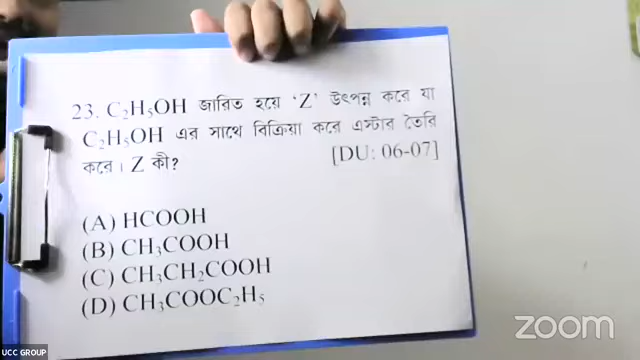 23. C₂H₅OH জারিত হয়ে ‘Z’ উৎপন্ন করে যা
C₂H₅OH এর সাথে বিক্রিয়া করে এস্টার তৈরি
করে। Z কী? [DU: 06-07]
(A) HCOOH
(B) CH₃COOH
(C) CH₃CH₂COOH
(D) CH₃COOC₂H₅
zoom
UCC GROUP